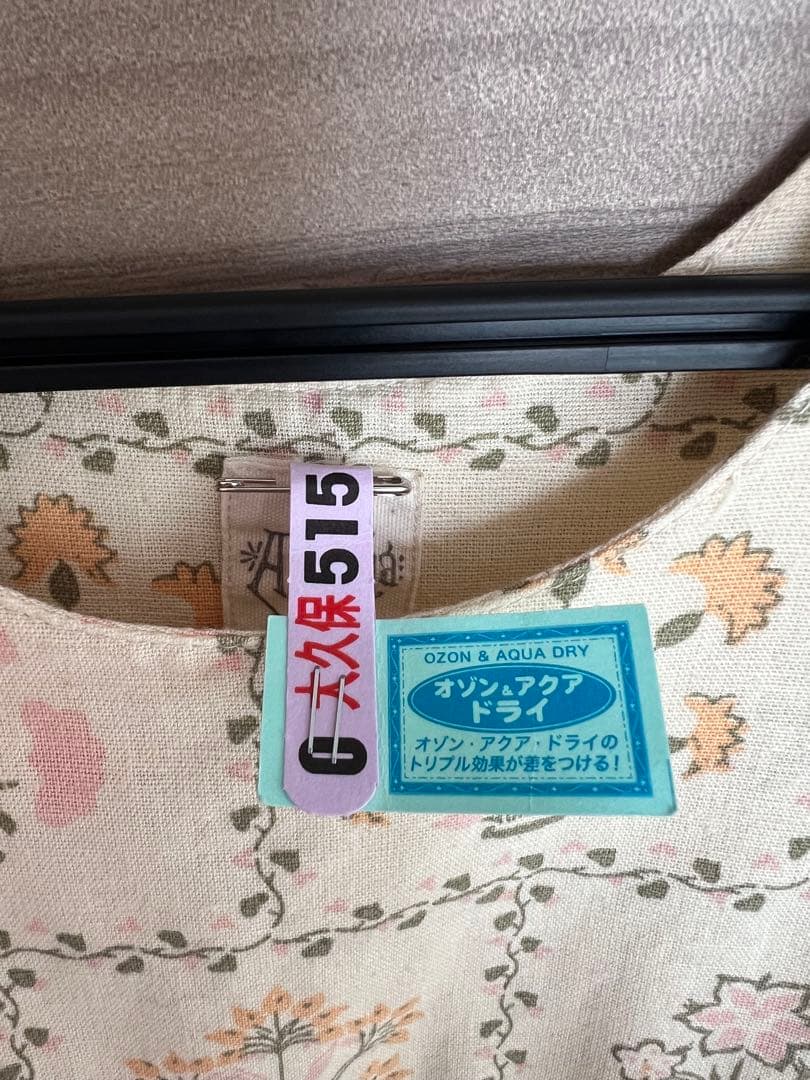 0 大久保 515
OZON & AQUA DRY
オゾン&アクア
ドライ
オゾン・アクア・ドライの
トリプル効果が差をつける!